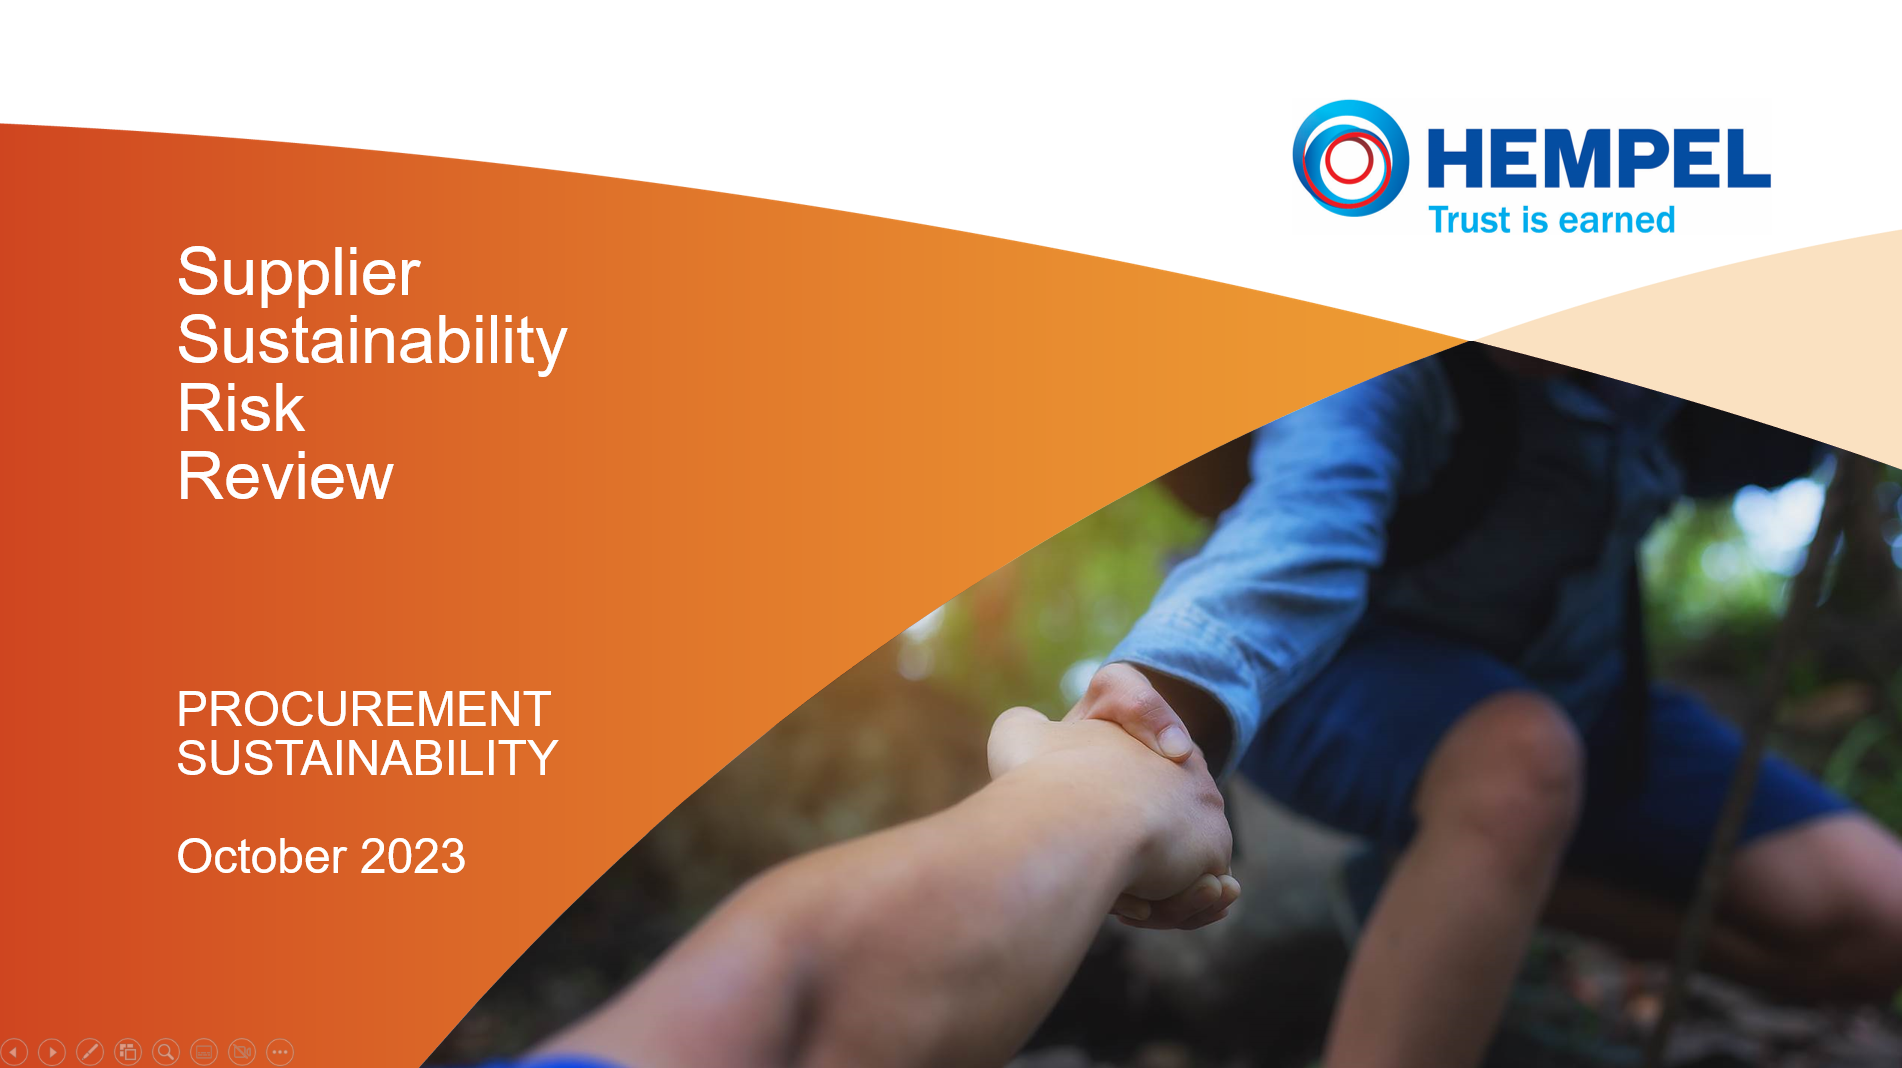 HEMPEL
Trust is earned
Supplier
Sustainability
Risk
Review
PROCUREMENT
SUSTAINABILITY
October 2023